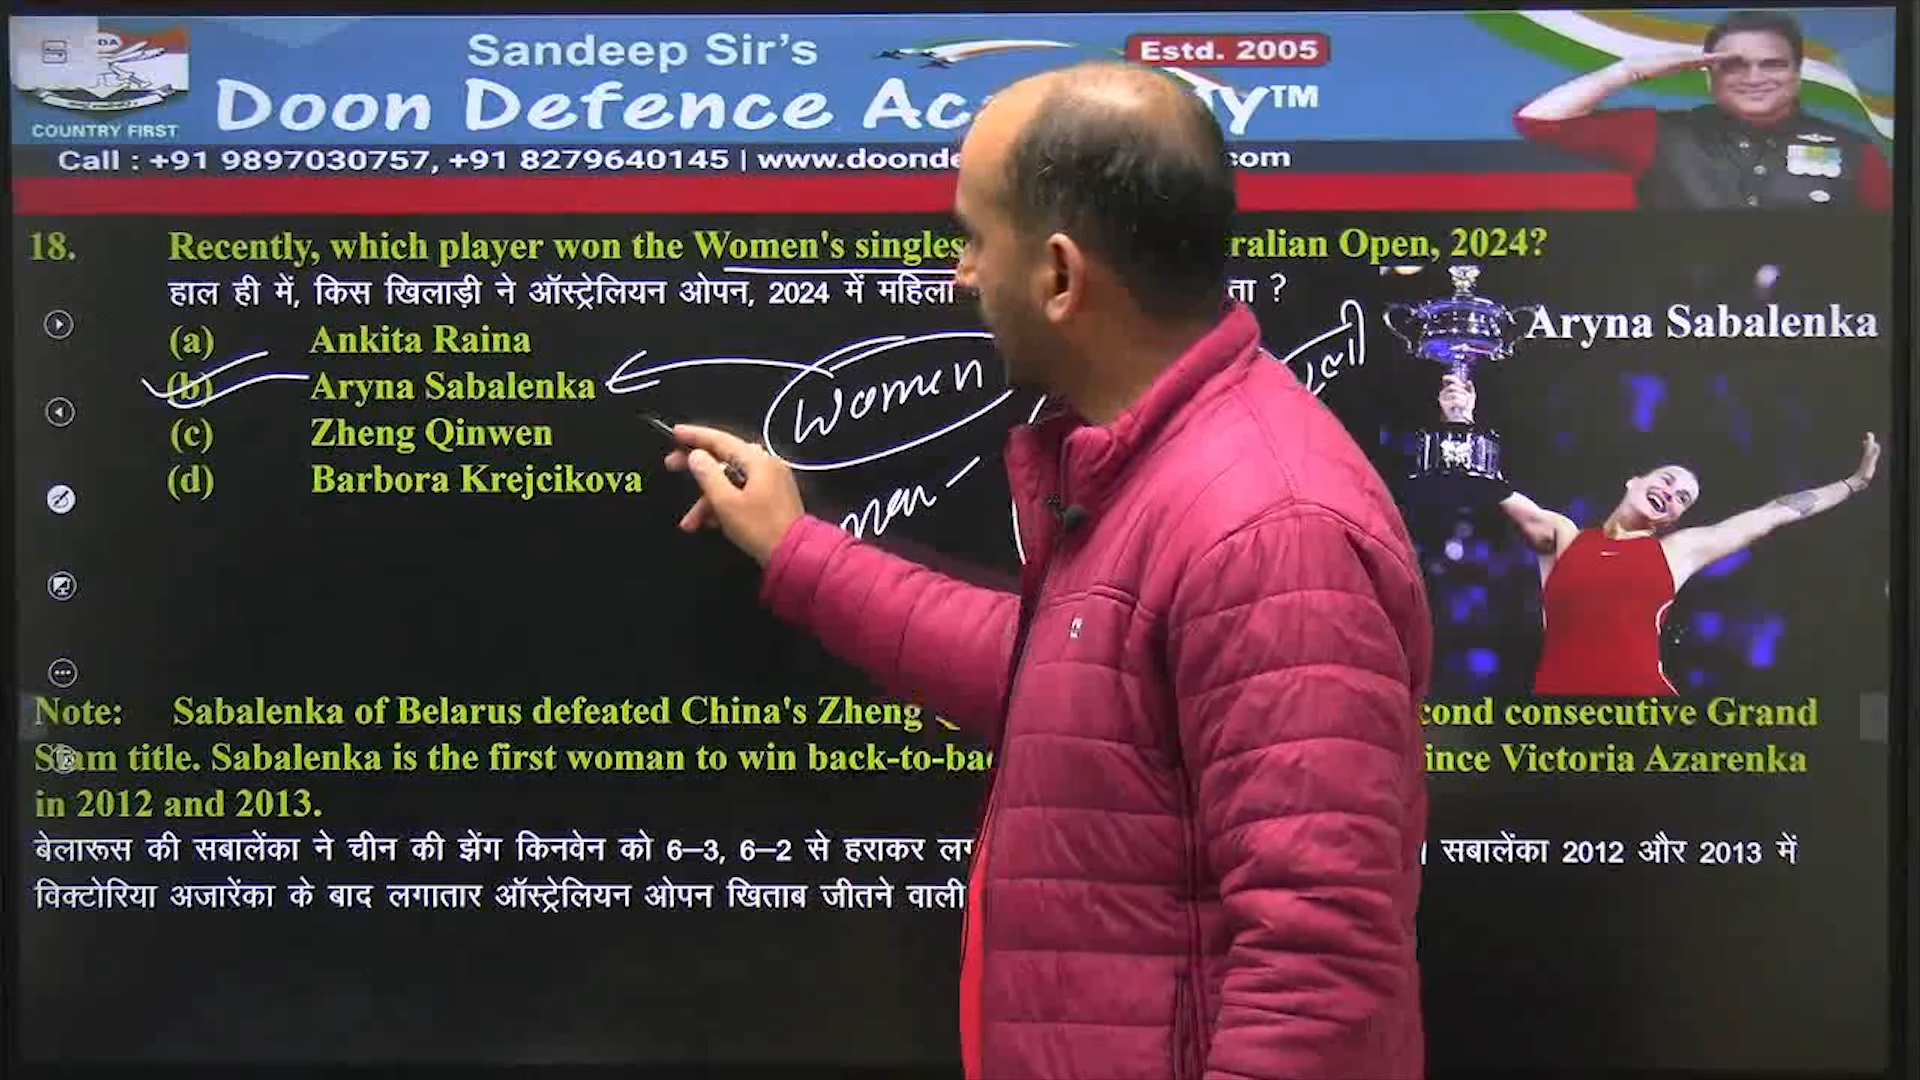 Sandeep Sir's
Estd. 2005
Doon Defence Ac y™
COUNTRY FIRST
Call : +91 9897030757, +91 8279640145 | www.doonde com
18. Recently, which player won the Women's singles ralian Open, 2024?
हाल ही में, किस खिलाड़ी ने ऑस्ट्रेलियन ओपन, 2024 में महिला ता ?
Aryna Sabalenka
(a) Ankita Raina
(b) Aryna Sabalenka
women
(c) Zheng Qinwen
(d) Barbora Krejcikova
men -
Note: Sabalenka of Belarus defeated China's Zheng cond consecutive Grand
Slam title. Sabalenka is the first woman to win back-to-bac ince Victoria Azarenka
in 2012 and 2013.
बेलारूस की सबालेंका ने चीन की झेंग किनवेन को 6–3, 6–2 से हराकर लग । सबालेंका 2012 और 2013 में
विक्टोरिया अजारेंका के बाद लगातार ऑस्ट्रेलियन ओपन खिताब जीतने वाली